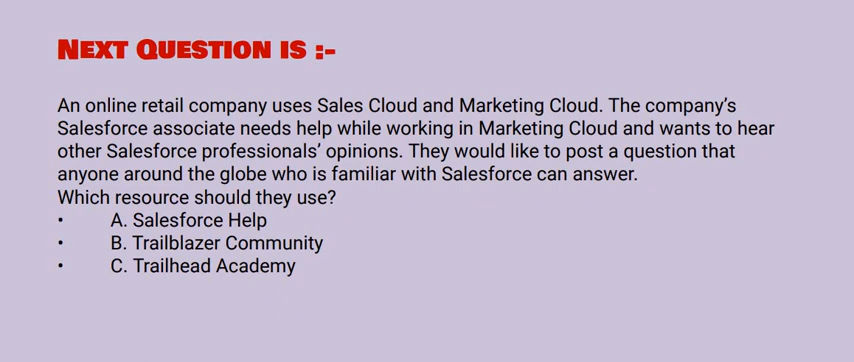 NEXT QUESTION IS :-
An online retail company uses Sales Cloud and Marketing Cloud. The company’s
Salesforce associate needs help while working in Marketing Cloud and wants to hear
other Salesforce professionals’ opinions. They would like to post a question that
anyone around the globe who is familiar with Salesforce can answer.
Which resource should they use?
• A. Salesforce Help
• B. Trailblazer Community
• C. Trailhead Academy